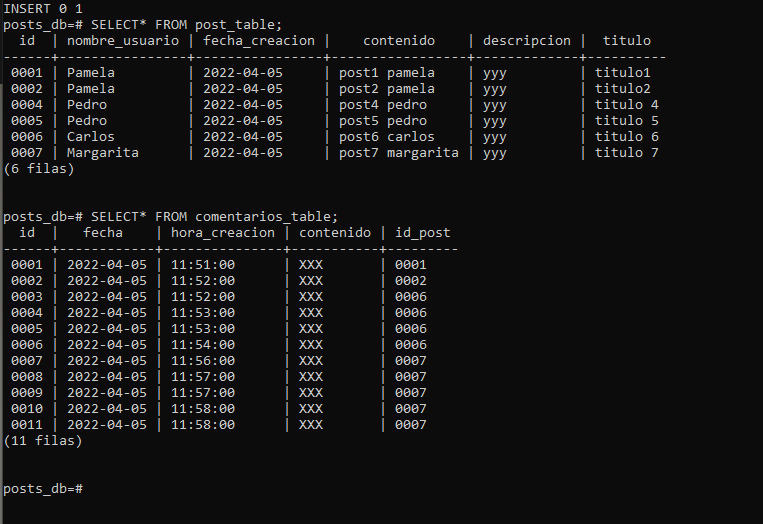 INSERT 0 1
posts_db=# SELECT* FROM post_table;
  id  | nombre_usuario | fecha_creacion |    contenido    | descripcion |  titulo
------+----------------+----------------+-----------------+-------------+----------
 0001 | Pamela         | 2022-04-05     | post1 pamela    | yyy         | titulo1
 0002 | Pamela         | 2022-04-05     | post2 pamela    | yyy         | titulo2
 0004 | Pedro          | 2022-04-05     | post4 pedro     | yyy         | titulo 4
 0005 | Pedro          | 2022-04-05     | post5 pedro     | yyy         | titulo 5
 0006 | Carlos         | 2022-04-05     | post6 carlos    | yyy         | titulo 6
 0007 | Margarita      | 2022-04-05     | post7 margarita | yyy         | titulo 7
(6 filas)
posts_db=# SELECT* FROM comentarios_table;
  id  |   fecha    | hora_creacion | contenido | id_post
------+------------+---------------+-----------+---------
 0001 | 2022-04-05 | 11:51:00      | XXX       | 0001
 0002 | 2022-04-05 | 11:52:00      | XXX       | 0002
 0003 | 2022-04-05 | 11:52:00      | XXX       | 0006
 0004 | 2022-04-05 | 11:53:00      | XXX       | 0006
 0005 | 2022-04-05 | 11:53:00      | XXX       | 0006
 0006 | 2022-04-05 | 11:54:00      | XXX       | 0006
 0007 | 2022-04-05 | 11:56:00      | XXX       | 0007
 0008 | 2022-04-05 | 11:57:00      | XXX       | 0007
 0009 | 2022-04-05 | 11:57:00      | XXX       | 0007
 0010 | 2022-04-05 | 11:58:00      | XXX       | 0007
 0011 | 2022-04-05 | 11:58:00      | XXX       | 0007
(11 filas)
posts_db=#